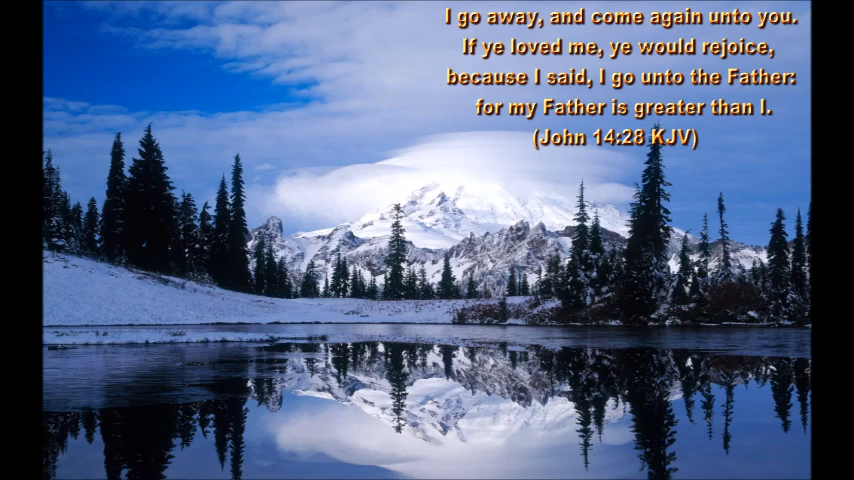 I go away, and come again unto you.
If ye loved me, ye would rejoice,
because I said, I go unto the Father:
for my Father is greater than I.
(John 14:28 KJV)